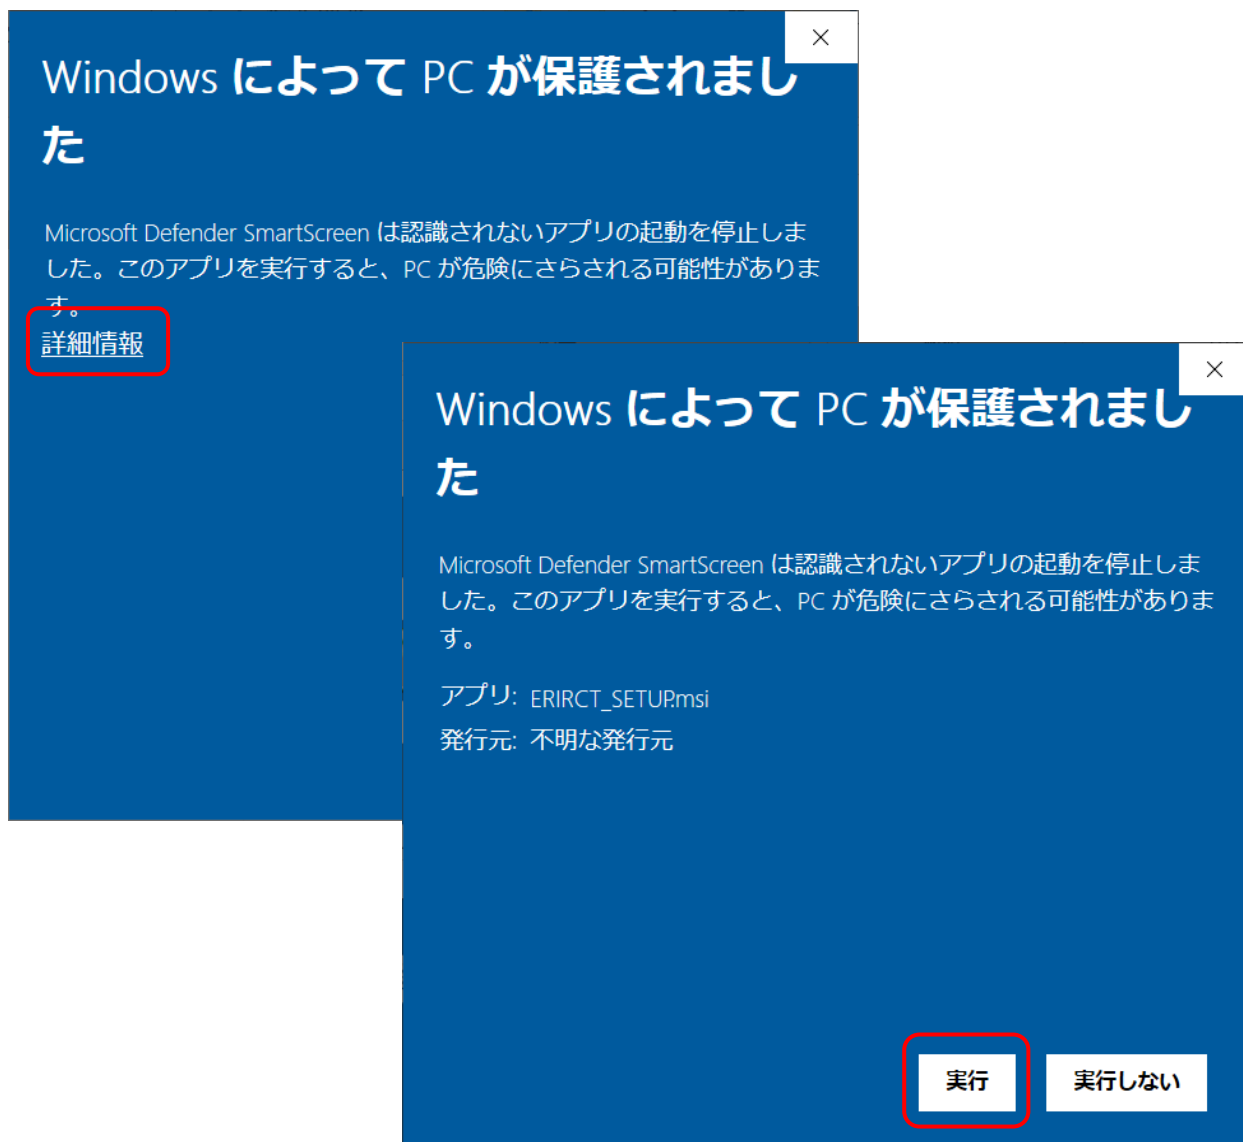 Windows によって PC が保護されまし
た
Microsoft Defender SmartScreen は認識されないアプリの起動を停止しま
した。このアプリを実行すると、PC が危険にさらされる可能性がありま
す。
詳細情報
Windows によって PC が保護されまし
た
Microsoft Defender SmartScreen は認識されないアプリの起動を停止しま
した。このアプリを実行すると、PC が危険にさらされる可能性がありま
す。
アプリ: ERIRCT_SETUP.msi
発行元: 不明な発行元
実行 実行しない